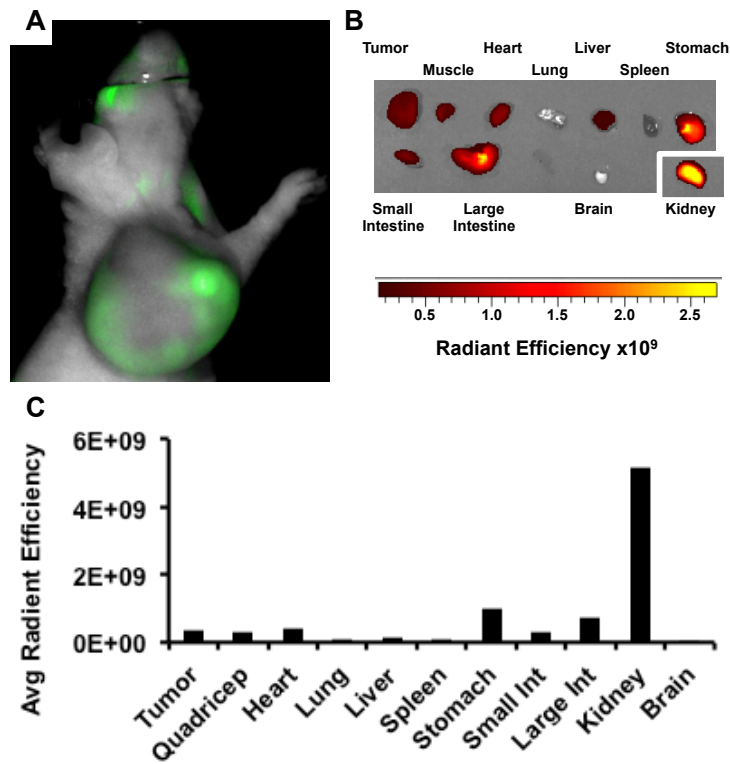 A
B
Tumor Heart Liver Stomach
Muscle Lung Spleen
Small Large Brain Kidney
Intestine Intestine
0.5 1.0 1.5 2.0 2.5
Radiant Efficiency x10⁹
C
Avg Radient Efficiency
6E+09
4E+09
2E+09
0E+00
Tumor
Quadricep
Heart
Lung
Liver
Spleen
Stomach
Small Int
Large Int
Kidney
Brain